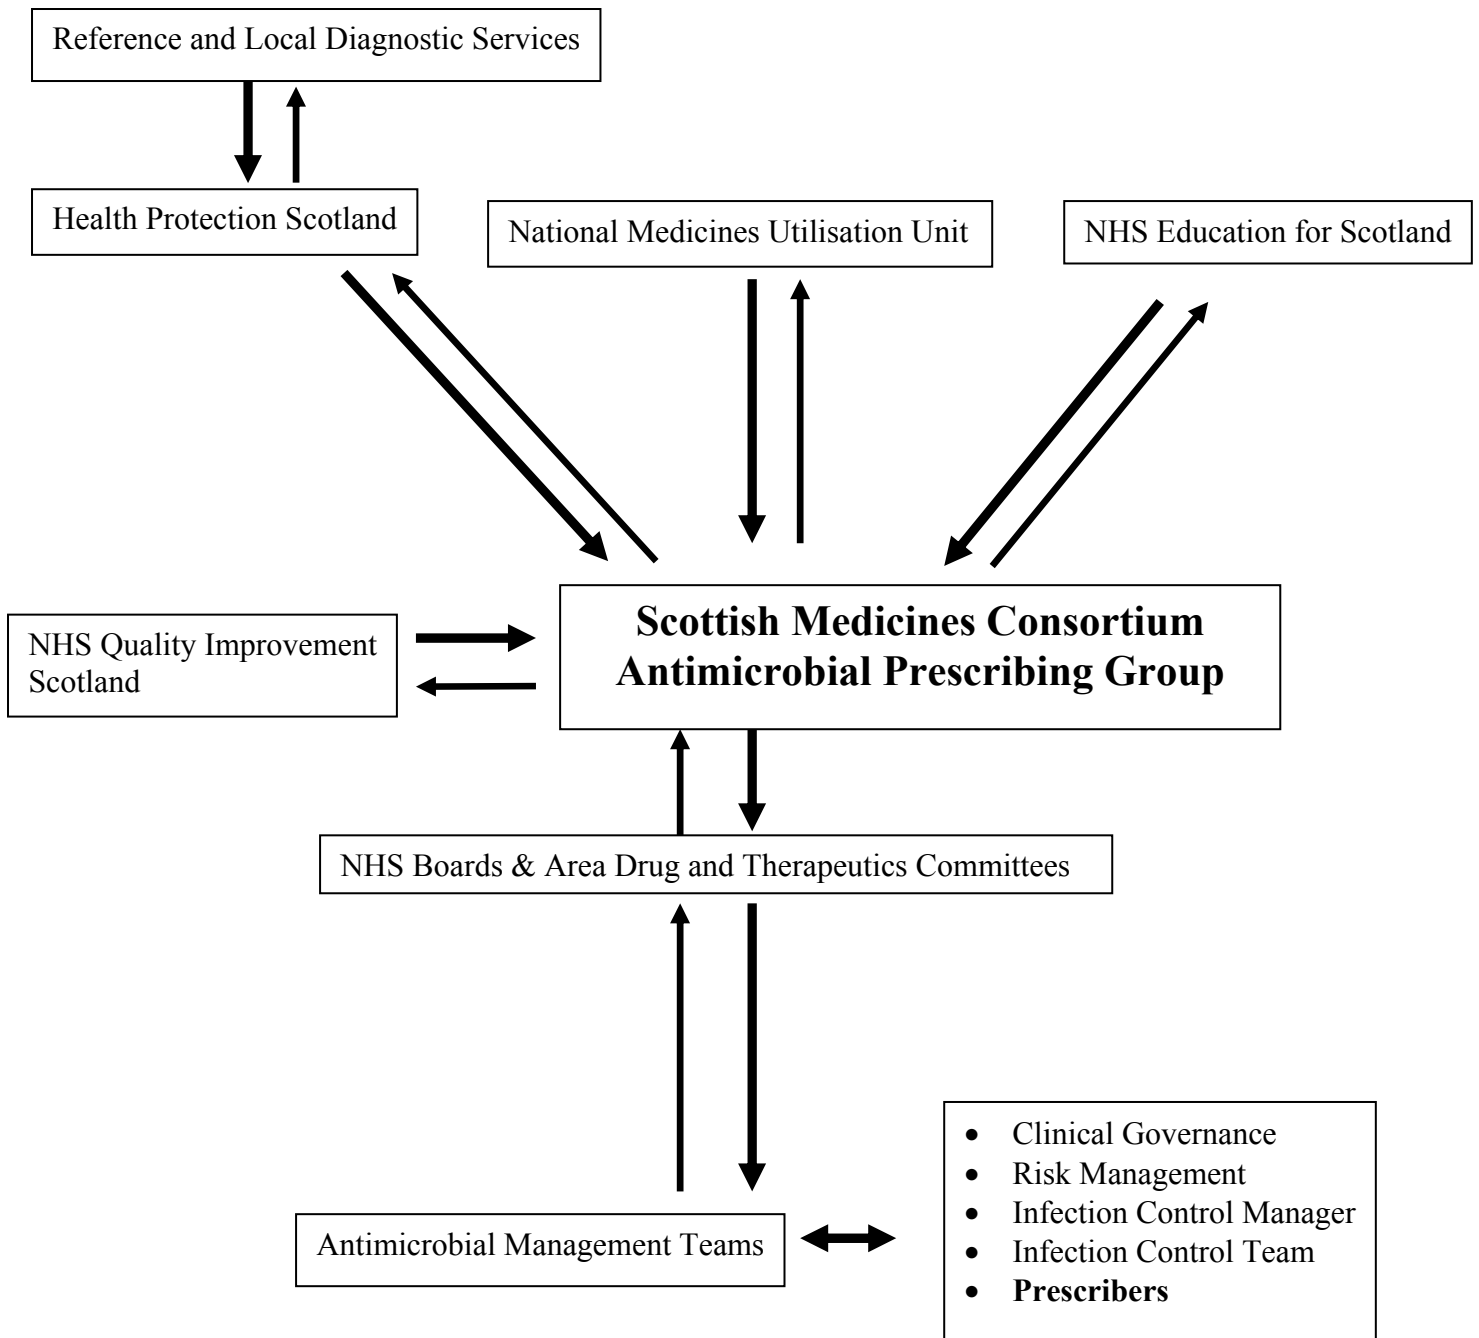 Reference and Local Diagnostic Services
Health Protection Scotland
National Medicines Utilisation Unit
NHS Education for Scotland
Scottish Medicines Consortium
Antimicrobial Prescribing Group
NHS Quality Improvement
Scotland
NHS Boards & Area Drug and Therapeutics Committees
Antimicrobial Management Teams
• Clinical Governance
• Risk Management
• Infection Control Manager
• Infection Control Team
• Prescribers